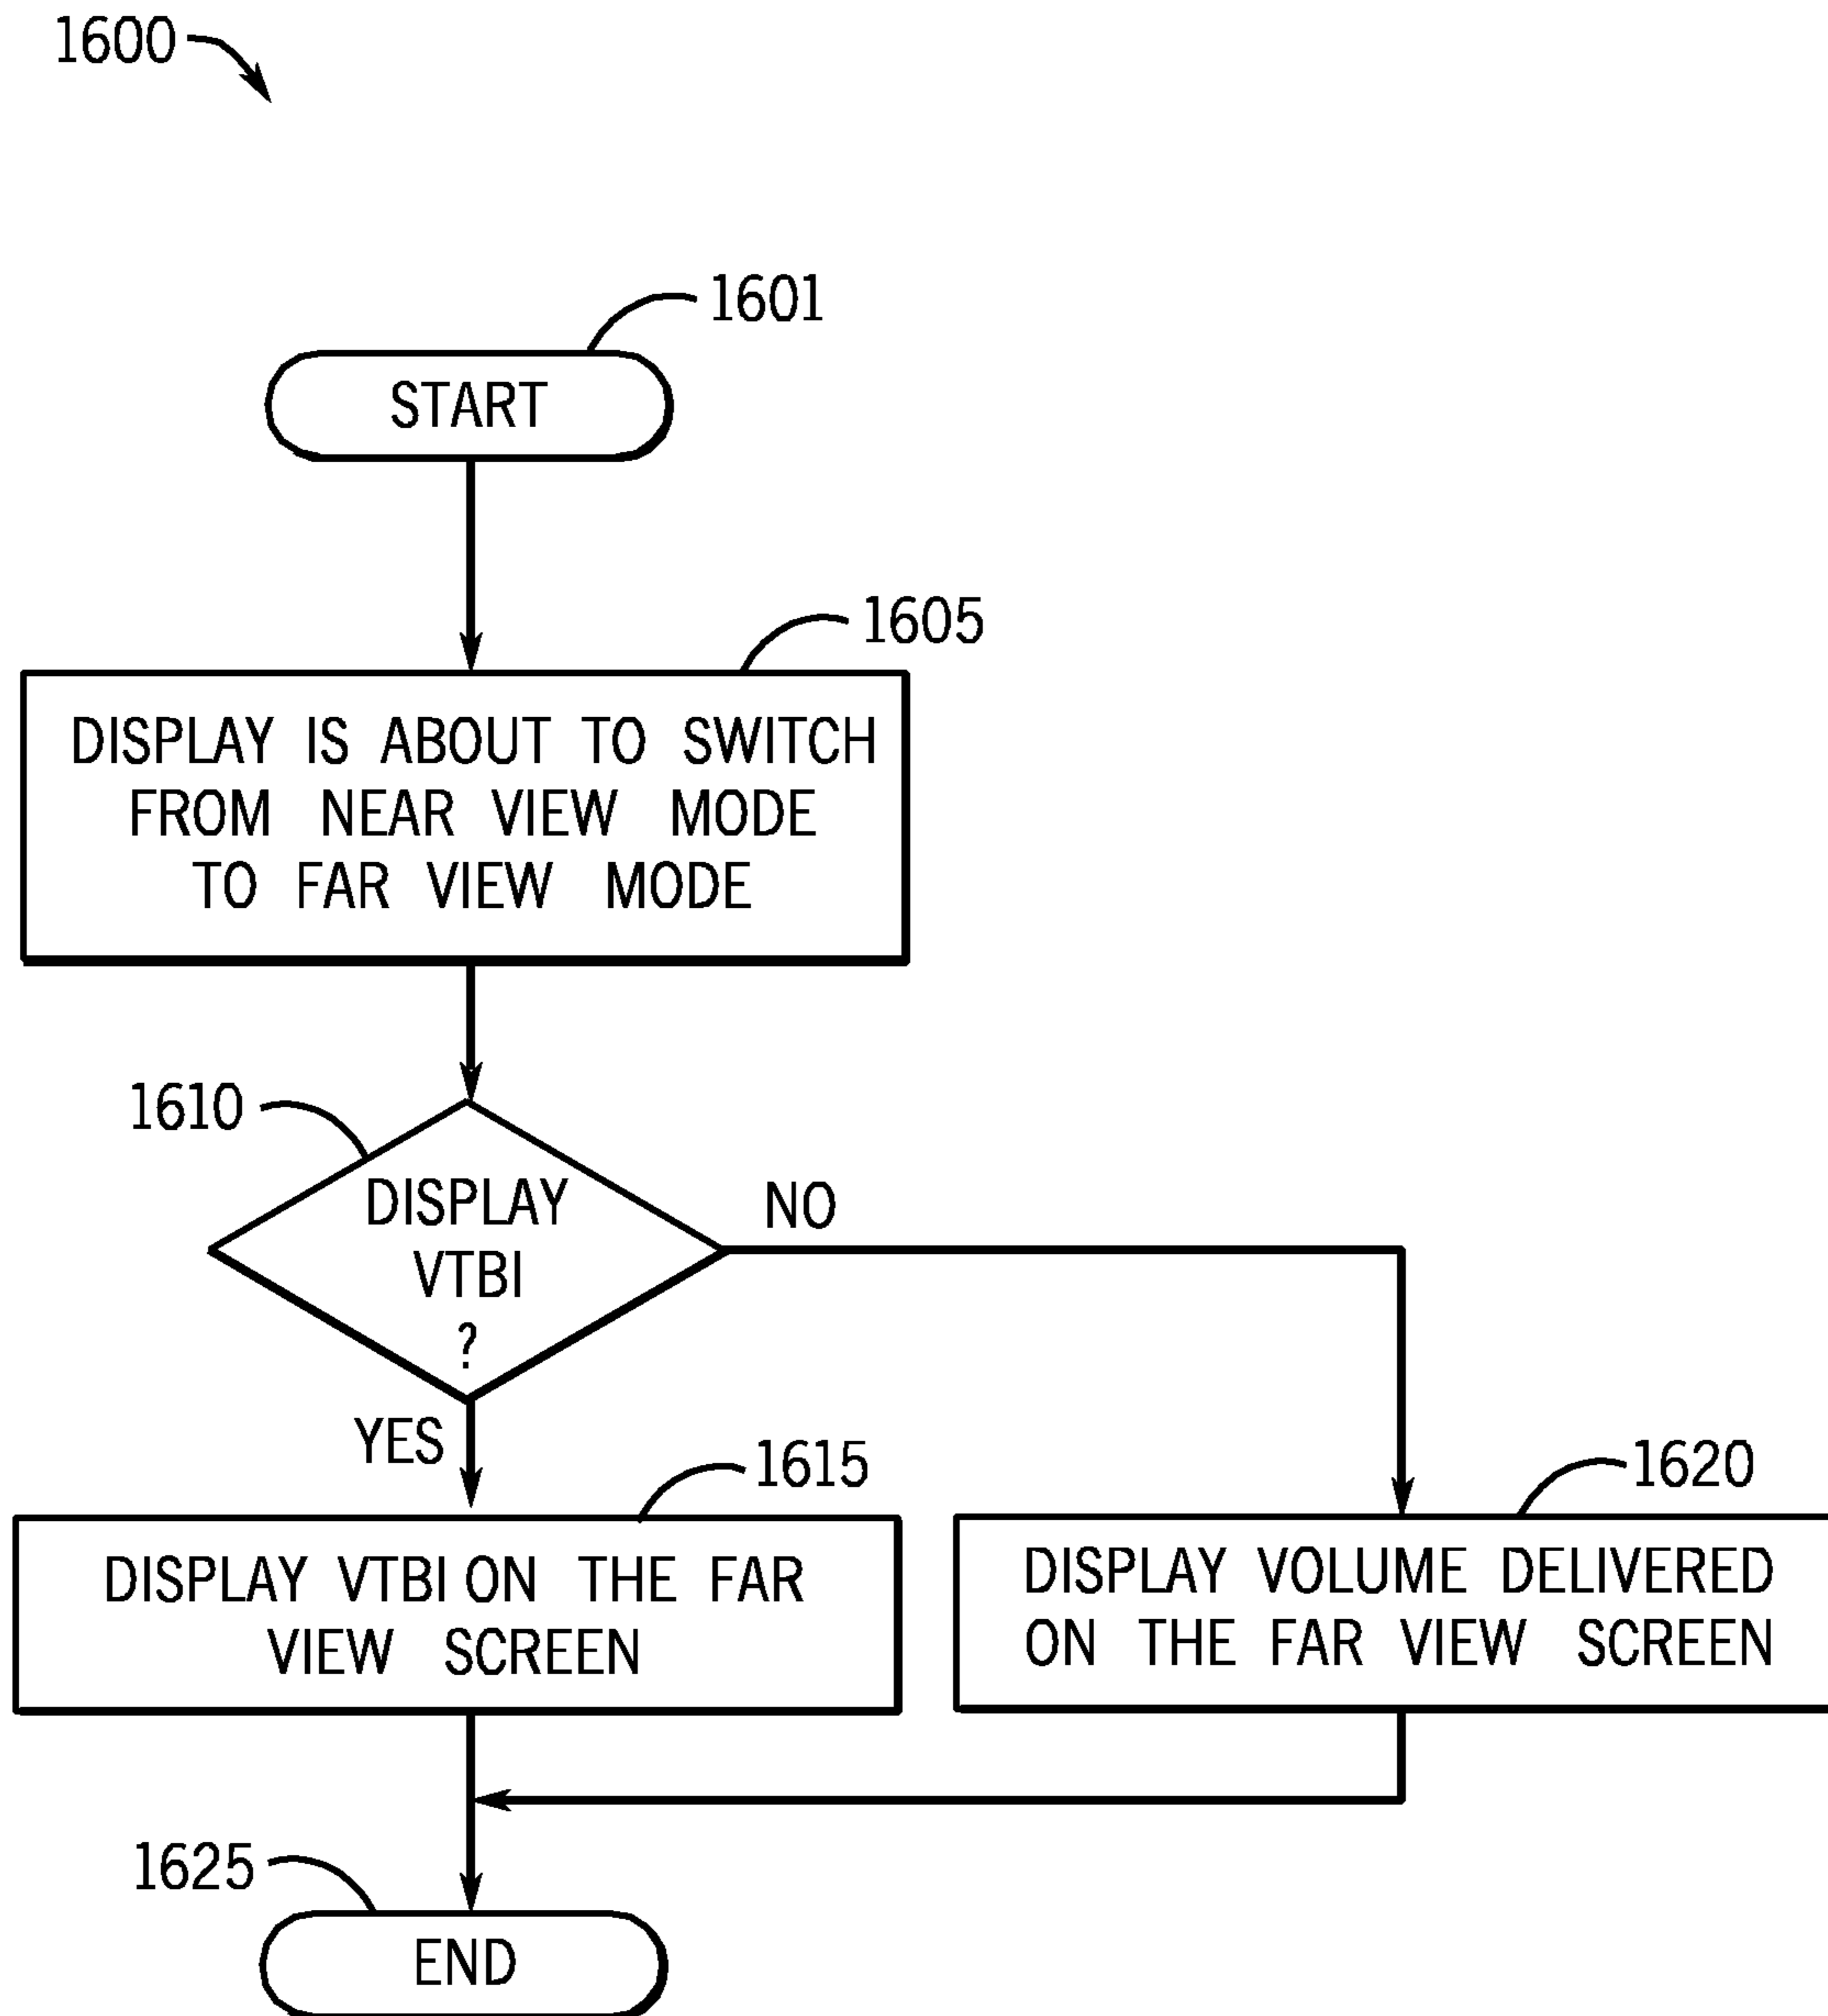 1600
1601
START
1605
DISPLAY IS ABOUT TO SWITCH
FROM NEAR VIEW MODE
TO FAR VIEW MODE
1610
DISPLAY
VTBI
?
NO
YES
1615
DISPLAY VTBI ON THE FAR
VIEW SCREEN
1620
DISPLAY VOLUME DELIVERED
ON THE FAR VIEW SCREEN
1625
END